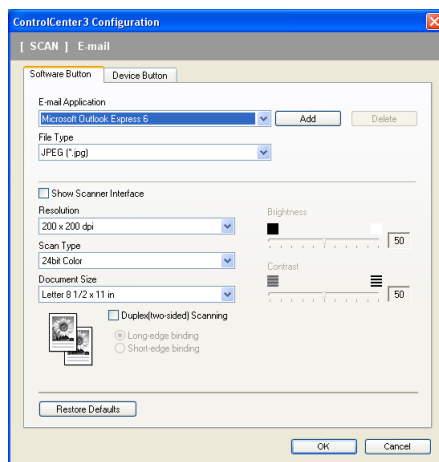 ControlCenter3 Configuration
[ SCAN ] E-mail
Software Button Device Button
E-mail Application
Microsoft Outlook Express 6 Add Delete
File Type
JPEG (*.jpg)
Show Scanner Interface
Resolution Brightness
200 x 200 dpi 50
Scan Type
24bit Color Contrast
Document Size
Letter 8 1/2 x 11 in 50
Duplex(two-sided) Scanning
Long-edge binding
Short-edge binding
Restore Defaults
OK Cancel